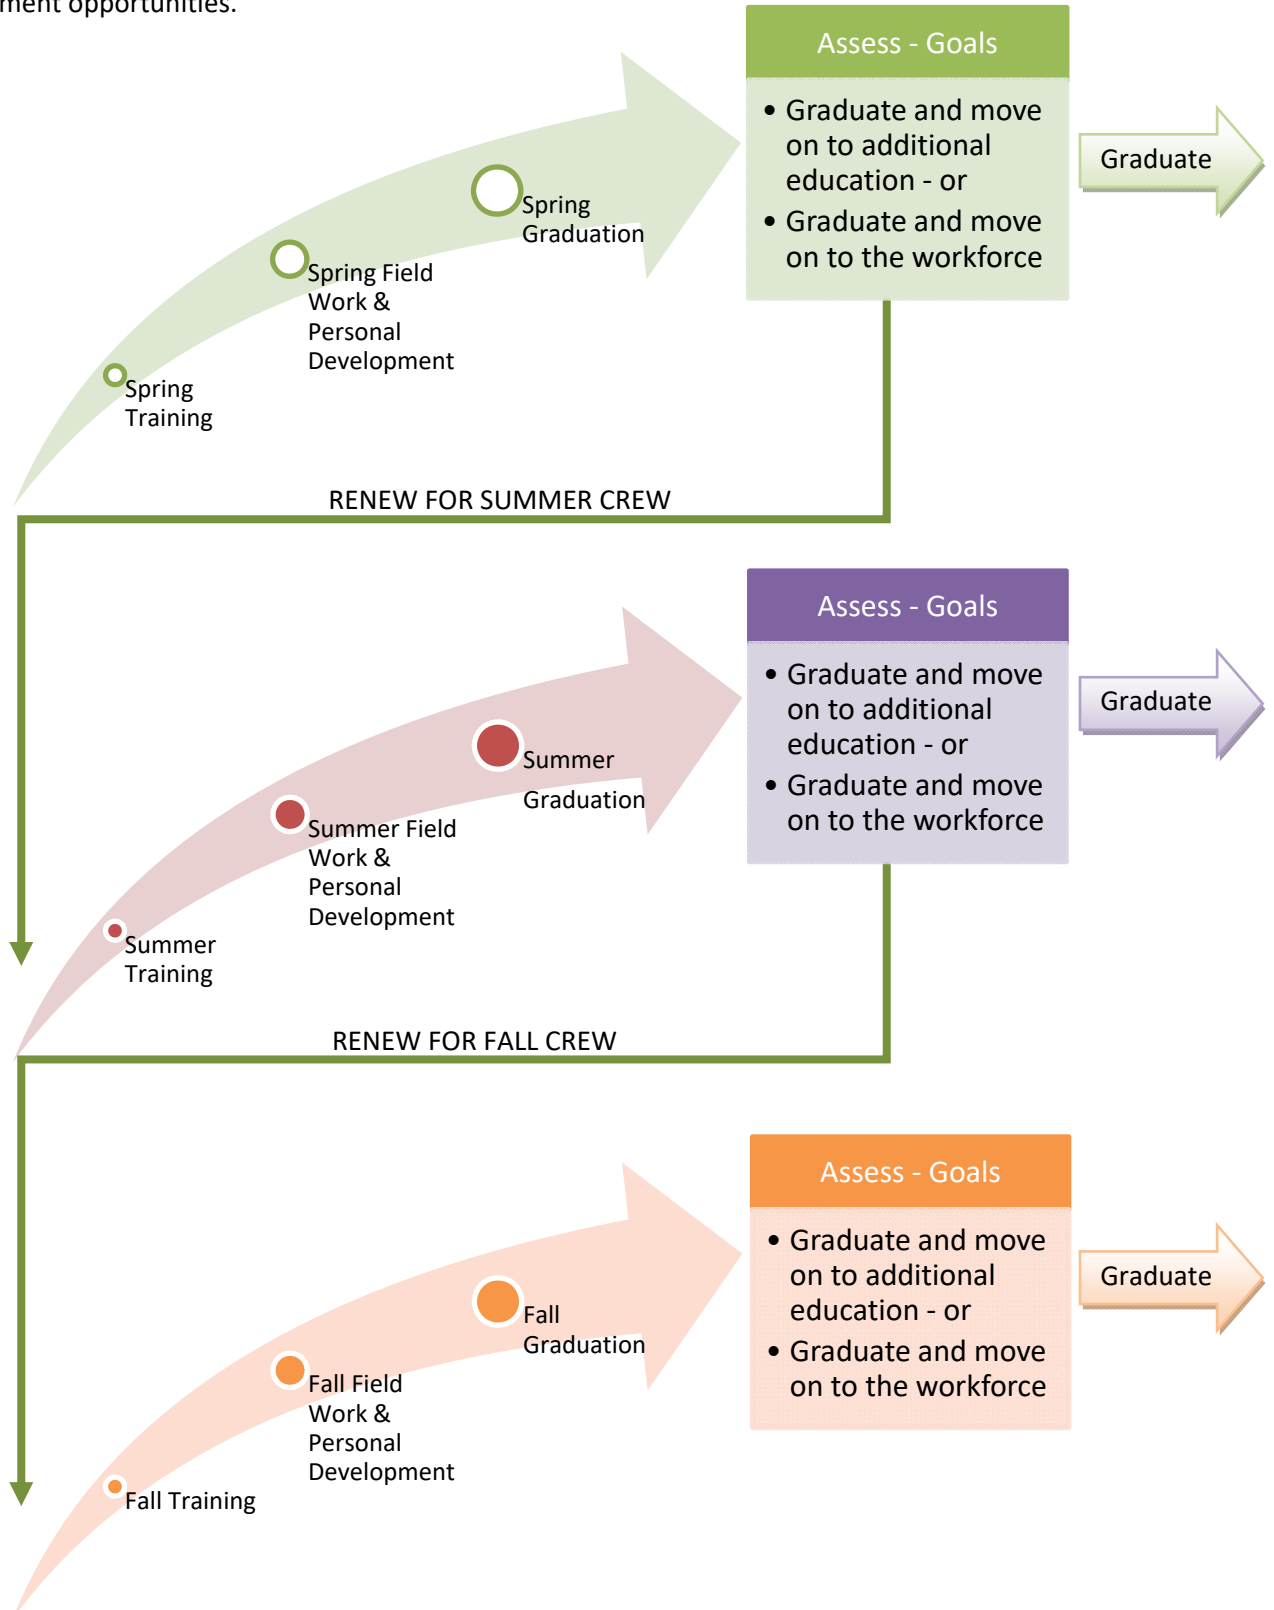 ment opportunities.
Assess - Goals
• Graduate and move
on to additional
education - or
• Graduate and move
on to the workforce
Graduate
Spring
Graduation
Spring Field
Work &
Personal
Development
Spring
Training
RENEW FOR SUMMER CREW
Assess - Goals
• Graduate and move
on to additional
education - or
• Graduate and move
on to the workforce
Graduate
Summer
Graduation
Summer Field
Work &
Personal
Development
Summer
Training
RENEW FOR FALL CREW
Assess - Goals
• Graduate and move
on to additional
education - or
• Graduate and move
on to the workforce
Graduate
Fall
Graduation
Fall Field
Work &
Personal
Development
Fall Training